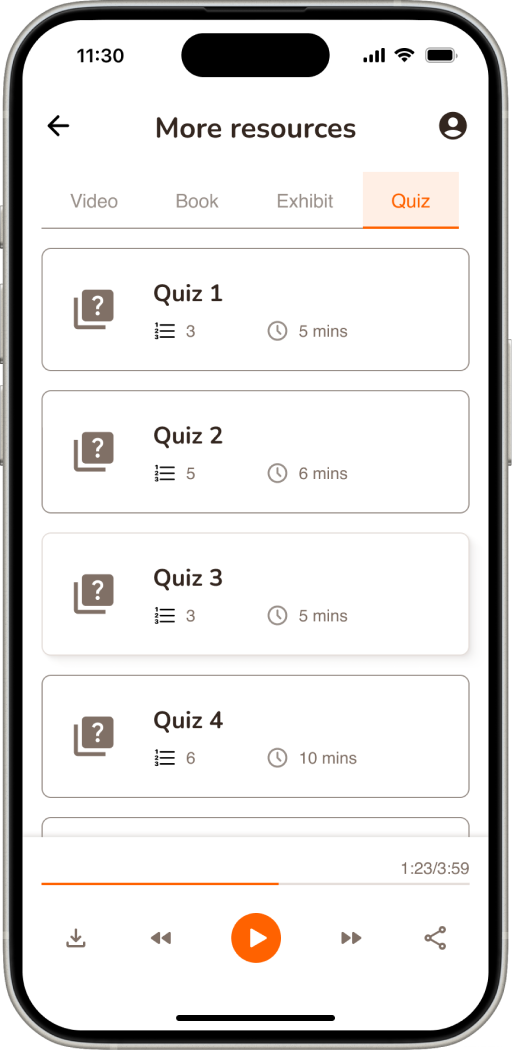 11:30
More resources
Video Book Exhibit Quiz
Quiz 1
3 5 mins
Quiz 2
5 6 mins
Quiz 3
3 5 mins
Quiz 4
6 10 mins
1:23/3:59